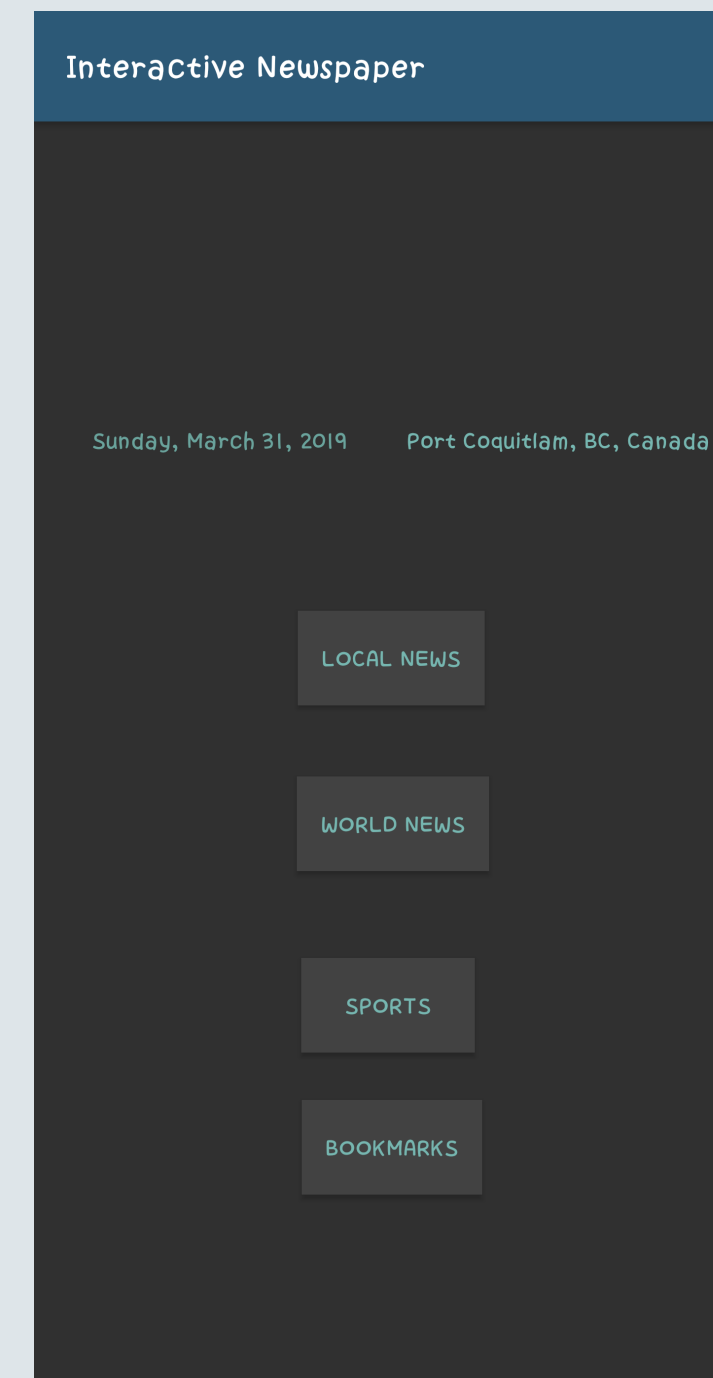 Interactive Newspaper
Sunday, March 31, 2019 Port Coquitlam, BC, Canada
LOCAL NEWS
WORLD NEWS
SPORTS
BOOKMARKS